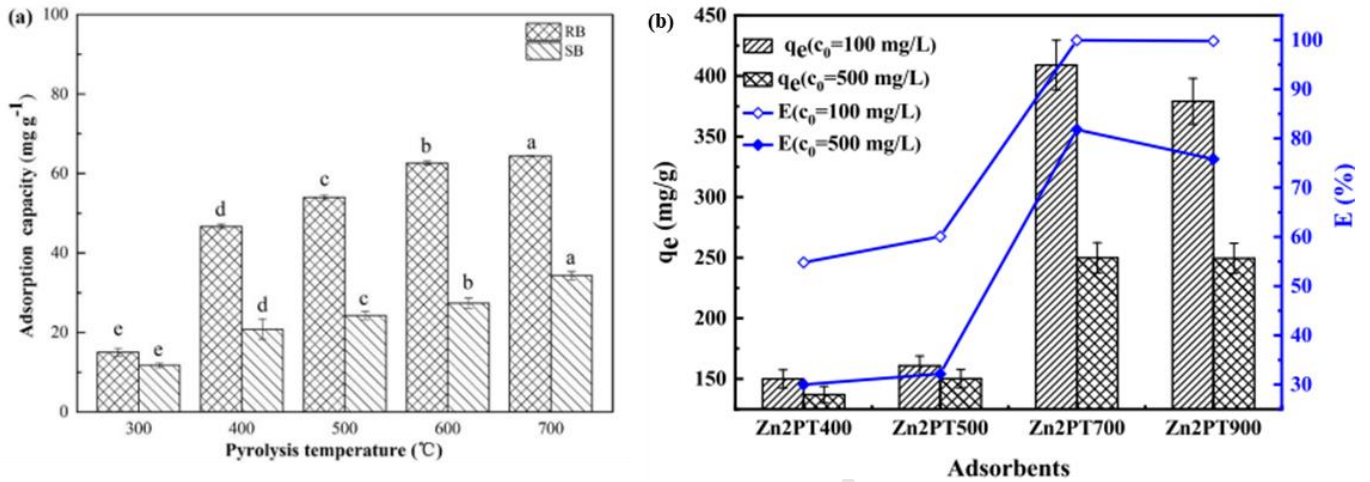 (a)
100
80
60
40
20
0
Adsorption capacity (mg g-1)
RB
SB
e
e
d
d
c
c
b
b
a
a
300 400 500 600 700
Pyrolysis temperature (℃)
(b)
450
400
350
300
250
200
150
qe (mg/g)
qe(c0=100 mg/L)
qe(c0=500 mg/L)
E(c0=100 mg/L)
E(c0=500 mg/L)
100
90
80
70
60
50
40
30
E (%)
Zn2PT400 Zn2PT500 Zn2PT700 Zn2PT900
Adsorbents